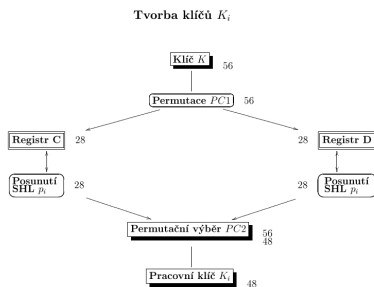 Tvorba klíčů $K_i$
Klíč $K$
56
Permutace $PC1$ 56
Registr C 28 28 Registr D
Posunutí
SHL $p_i$
28 28 Posunutí
SHL $p_i$
Permutační výběr $PC2$ 56
48
Pracovní klíč $K_i$
48